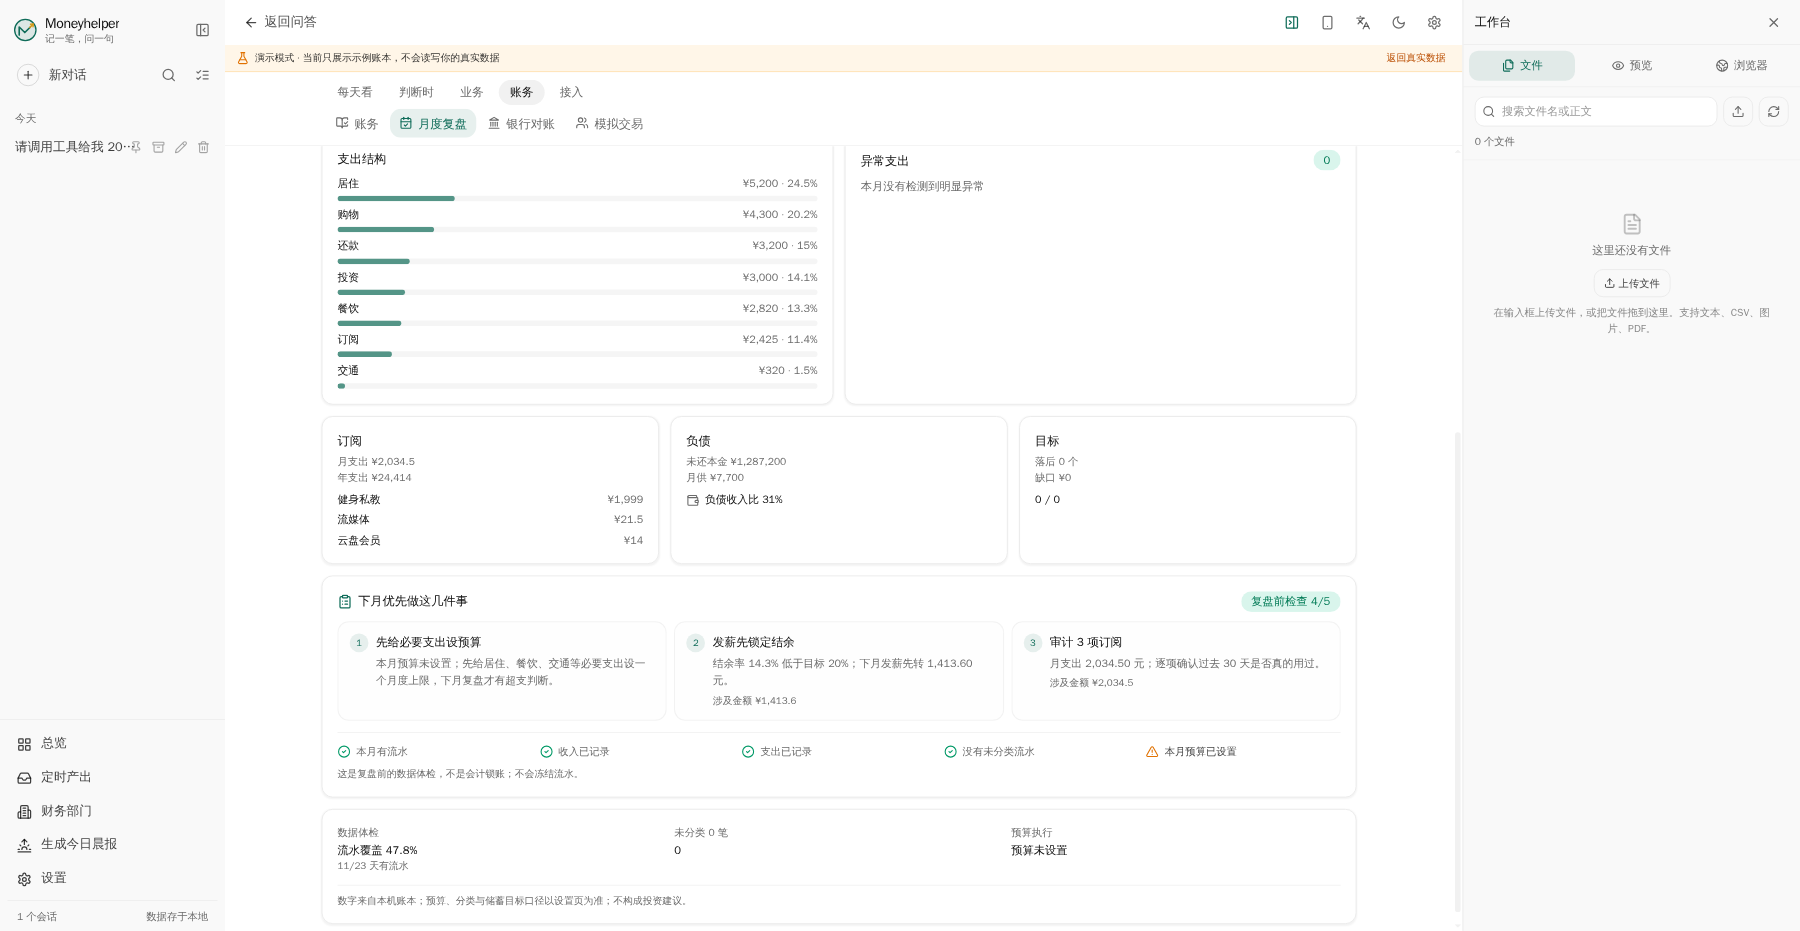 Moneyhelper
记一笔，问一句
新对话
今天
请调用工具给我 20···
总览
定时产出
财务部门
生成今日晨报
设置
1 个会话
数据存于本地
返回问答
演示模式 · 当前只展示示例账本，不会读写你的真实数据
返回真实数据
每天看
判断时
业务
账务
接入
账务
月度复盘
银行对账
模拟交易
支出结构
居住
¥5,200 · 24.5%
购物
¥4,300 · 20.2%
还款
¥3,200 · 15%
投资
¥3,000 · 14.1%
餐饮
¥2,820 · 13.3%
订阅
¥2,425 · 11.4%
交通
¥320 · 1.5%
异常支出
0
本月没有检测到明显异常
订阅
月支出 ¥2,034.5
年支出 ¥24,414
健身私教
¥1,999
流媒体
¥21.5
云盘会员
¥14
负债
未还本金 ¥1,287,200
月供 ¥7,700
负债收入比 31%
目标
落后 0 个
缺口 ¥0
0 / 0
下月优先做这几件事
复盘前检查 4/5
1
先给必要支出设预算
本月预算未设置；先给居住、餐饮、交通等必要支出设一
个月度上限，下月复盘才有超支判断。
2
发薪先锁定结余
结余率 14.3% 低于目标 20%；下月发薪先转 1,413.60
元。
涉及金额 ¥1,413.6
3
审计 3 项订阅
月支出 2,034.50 元；逐项确认过去 30 天是否真的用过。
涉及金额 ¥2,034.5
本月有流水
收入已记录
支出已记录
没有未分类流水
本月预算已设置
这是复盘前的数据体检，不是会计锁账；不会冻结流水。
数据体检
流水覆盖 47.8%
11/23 天有流水
未分类 0 笔
0
预算执行
预算未设置
数字来自本机账本；预算、分类与储蓄目标口径以设置页为准；不构成投资建议。
工作台
文件
预览
浏览器
搜索文件名或正文
0 个文件
这里还没有文件
上传文件
在输入框上传文件，或把文件拖到这里。支持文本、CSV、图
片、PDF。